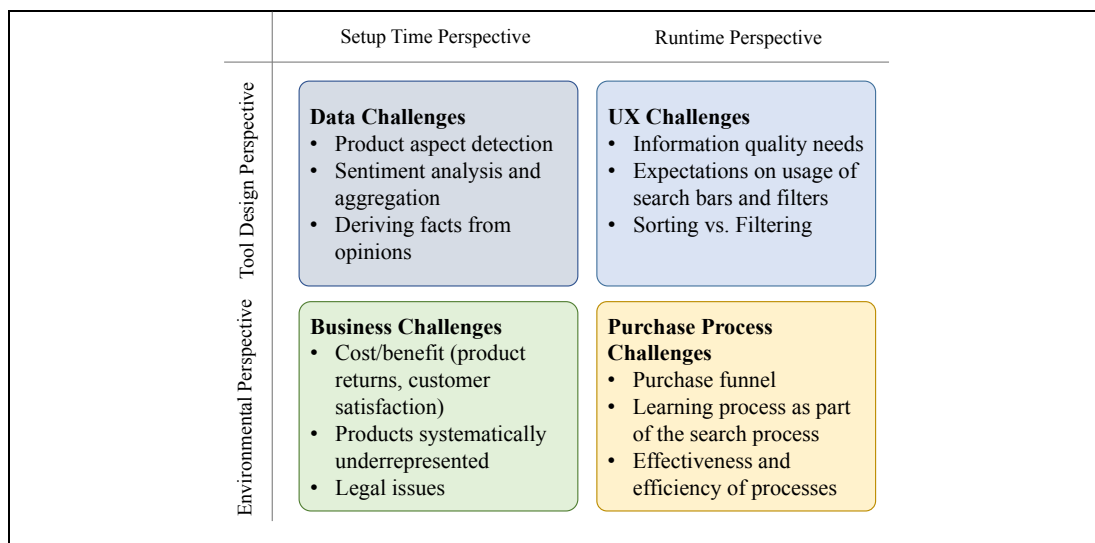 Setup Time Perspective
Runtime Perspective
Tool Design Perspective
Data Challenges
• Product aspect detection
• Sentiment analysis and
aggregation
• Deriving facts from
opinions
UX Challenges
• Information quality needs
• Expectations on usage of
search bars and filters
• Sorting vs. Filtering
Environmental Perspective
Business Challenges
• Cost/benefit (product
returns, customer
satisfaction)
• Products systematically
underrepresented
• Legal issues
Purchase Process
Challenges
• Purchase funnel
• Learning process as part
of the search process
• Effectiveness and
efficiency of processes